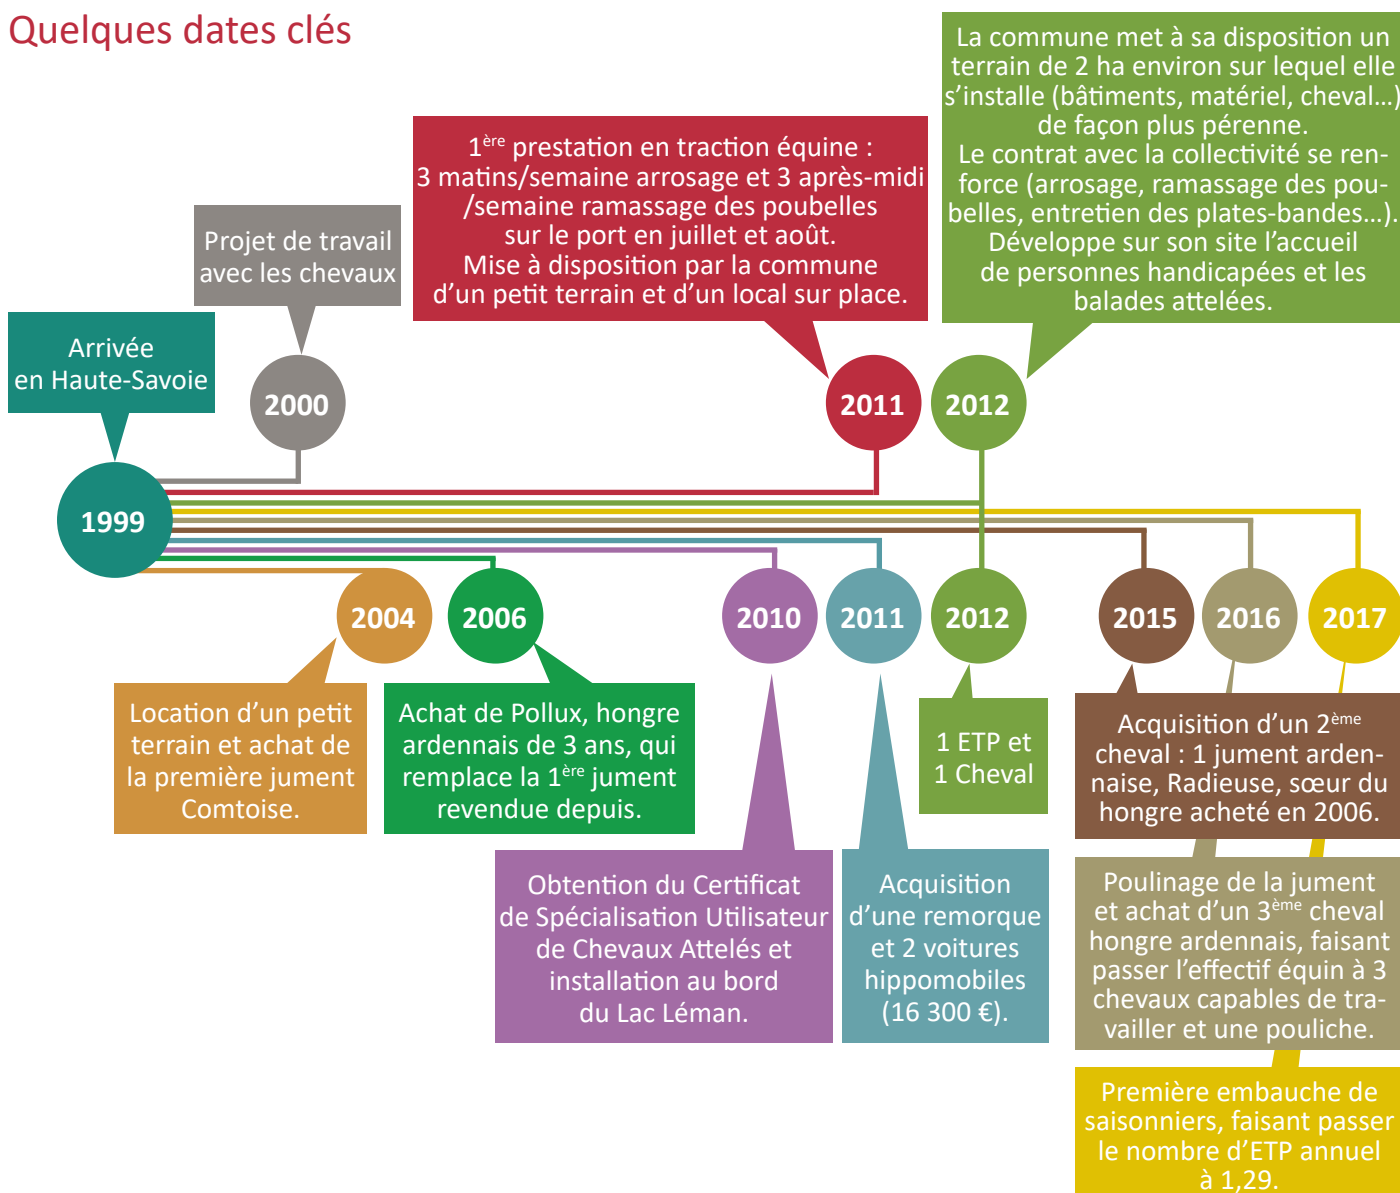 Quelques dates clés
Arrivée
en Haute-Savoie
1999
Projet de travail
avec les chevaux
2000
1ère prestation en traction équine :
3 matins/semaine arrosage et 3 après-midi
/semaine ramassage des poubelles
sur le port en juillet et août.
Mise à disposition par la commune
d’un petit terrain et d’un local sur place.
2011
La commune met à sa disposition un
terrain de 2 ha environ sur lequel elle
s’installe (bâtiments, matériel, cheval...)
de façon plus pérenne.
Le contrat avec la collectivité se ren-
force (arrosage, ramassage des pou-
belles, entretien des plates-bandes...).
Développe sur son site l’accueil
de personnes handicapées et les
balades attelées.
2012
2004
Location d’un petit
terrain et achat de
la première jument
Comtoise.
2006
Achat de Pollux, hongre
ardennais de 3 ans, qui
remplace la 1ère jument
revendue depuis.
2010
Obtention du Certificat
de Spécialisation Utilisateur
de Chevaux Attelés et
installation au bord
du Lac Léman.
2011
Acquisition
d’une remorque
et 2 voitures
hippomobiles
(16 300 €).
2012
1 ETP et
1 Cheval
2015
Acquisition d’un 2ème
cheval : 1 jument arden-
naise, Radieuse, sœur du
hongre acheté en 2006.
2016
Poulinage de la jument
et achat d’un 3ème cheval
hongre ardennais, faisant
passer l’effectif équin à 3
chevaux capables de tra-
vailler et une pouliche.
2017
Première embauche de
saisonniers, faisant passer
le nombre d’ETP annuel
à 1,29.